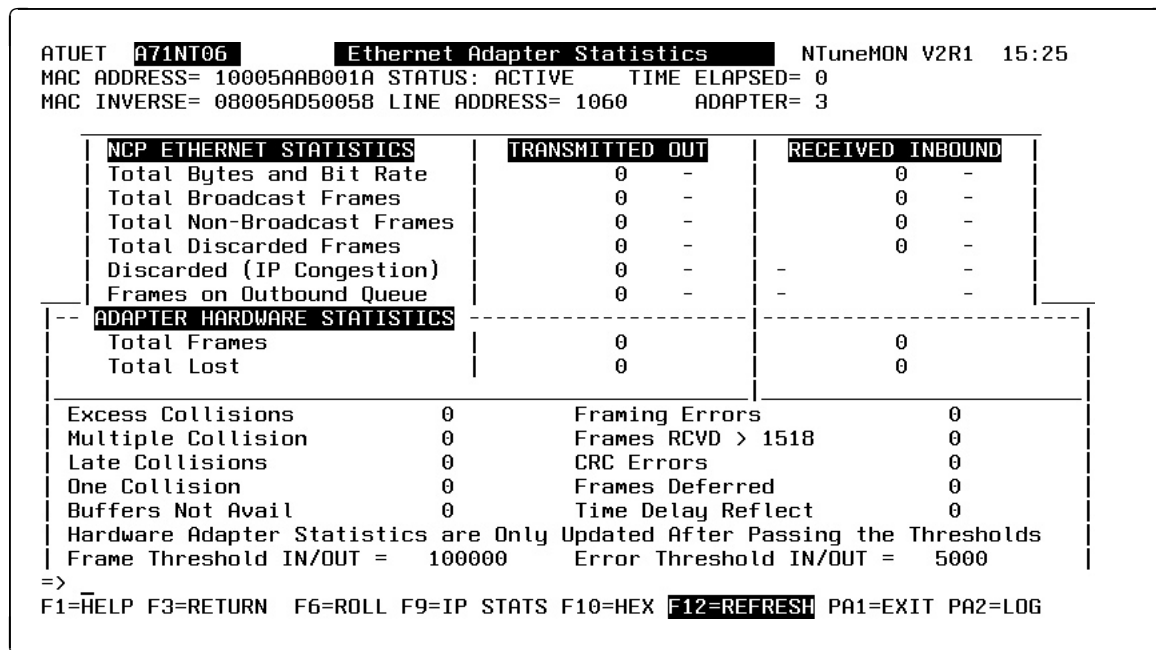 ATUET A71NT06 Ethernet Adapter Statistics NTuneMON V2R1 15:25
MAC ADDRESS= 10005AAB001A STATUS: ACTIVE TIME ELAPSED= 0
MAC INVERSE= 08005AD50058 LINE ADDRESS= 1060 ADAPTER= 3
NCP ETHERNET STATISTICS | TRANSMITTED OUT | RECEIVED INBOUND
Total Bytes and Bit Rate | 0 - | 0 -
Total Broadcast Frames | 0 - | 0 -
Total Non-Broadcast Frames | 0 - | 0 -
Total Discarded Frames | 0 - | 0 -
Discarded (IP Congestion) | 0 - | - -
Frames on Outbound Queue | 0 - | - -
ADAPTER HARDWARE STATISTICS
Total Frames | 0 | 0
Total Lost | 0 | 0
Excess Collisions 0 Framing Errors 0
Multiple Collision 0 Frames RCVD > 1518 0
Late Collisions 0 CRC Errors 0
One Collision 0 Frames Deferred 0
Buffers Not Avail 0 Time Delay Reflect 0
Hardware Adapter Statistics are Only Updated After Passing the Thresholds
Frame Threshold IN/OUT = 100000 Error Threshold IN/OUT = 5000
=> _
F1=HELP F3=RETURN F6=ROLL F9=IP STATS F10=HEX F12=REFRESH PA1=EXIT PA2=LOG